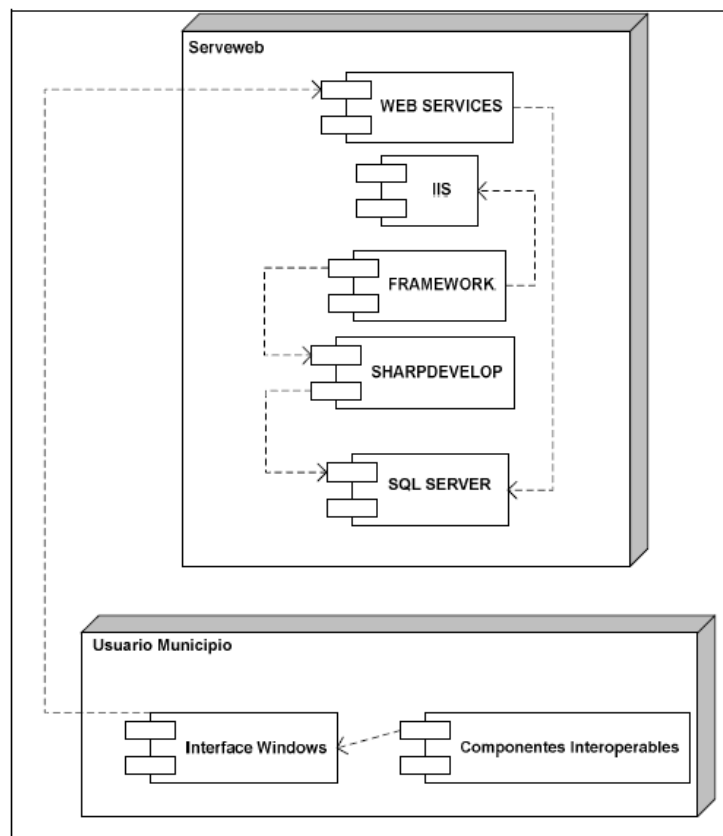 Serveweb
WEB SERVICES
IIS
FRAMEWORK.
SHARPDEVELOP
SQL SERVER
Usuario Municipio
Interface Windows
Componentes Interoperables